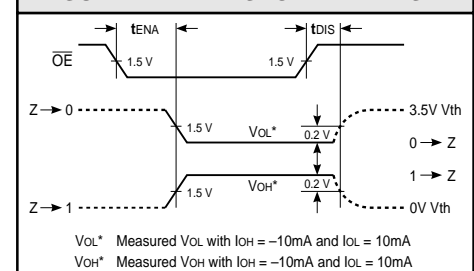 tENA tDIS
OE 1.5 V 1.5 V
Z → 0 1.5 V VOL* 0.2 V 3.5V Vth
0 → Z
1 → Z
Z → 1 1.5 V VOH* 0.2 V 0V Vth
VOL* Measured VOL with IOH = –10mA and IOL = 10mA
VOH* Measured VOH with IOH = –10mA and IOL = 10mA